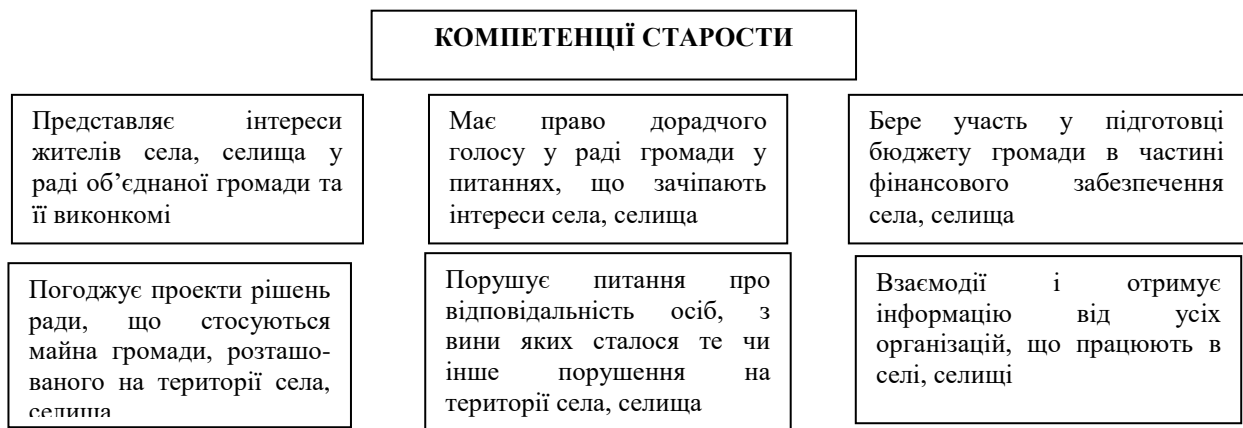 КОМПЕТЕНЦІЇ СТАРОСТИ
Представляє інтереси
жителів села, селища у
раді об’єднаної громади та
її виконкомі
Має право дорадчого
голосу у раді громади у
питаннях, що зачіпають
інтереси села, селища
Бере участь у підготовці
бюджету громади в частині
фінансового забезпечення
села, селища
Погоджує проекти рішень
ради, що стосуються
майна громади, розташо-
ваного на території села,
селища
Порушує питання про
відповідальність осіб, з
вини яких сталося те чи
інше порушення на
території села, селища
Взаємодії і отримує
інформацію від усіх
організацій, що працюють в
селі, селищі